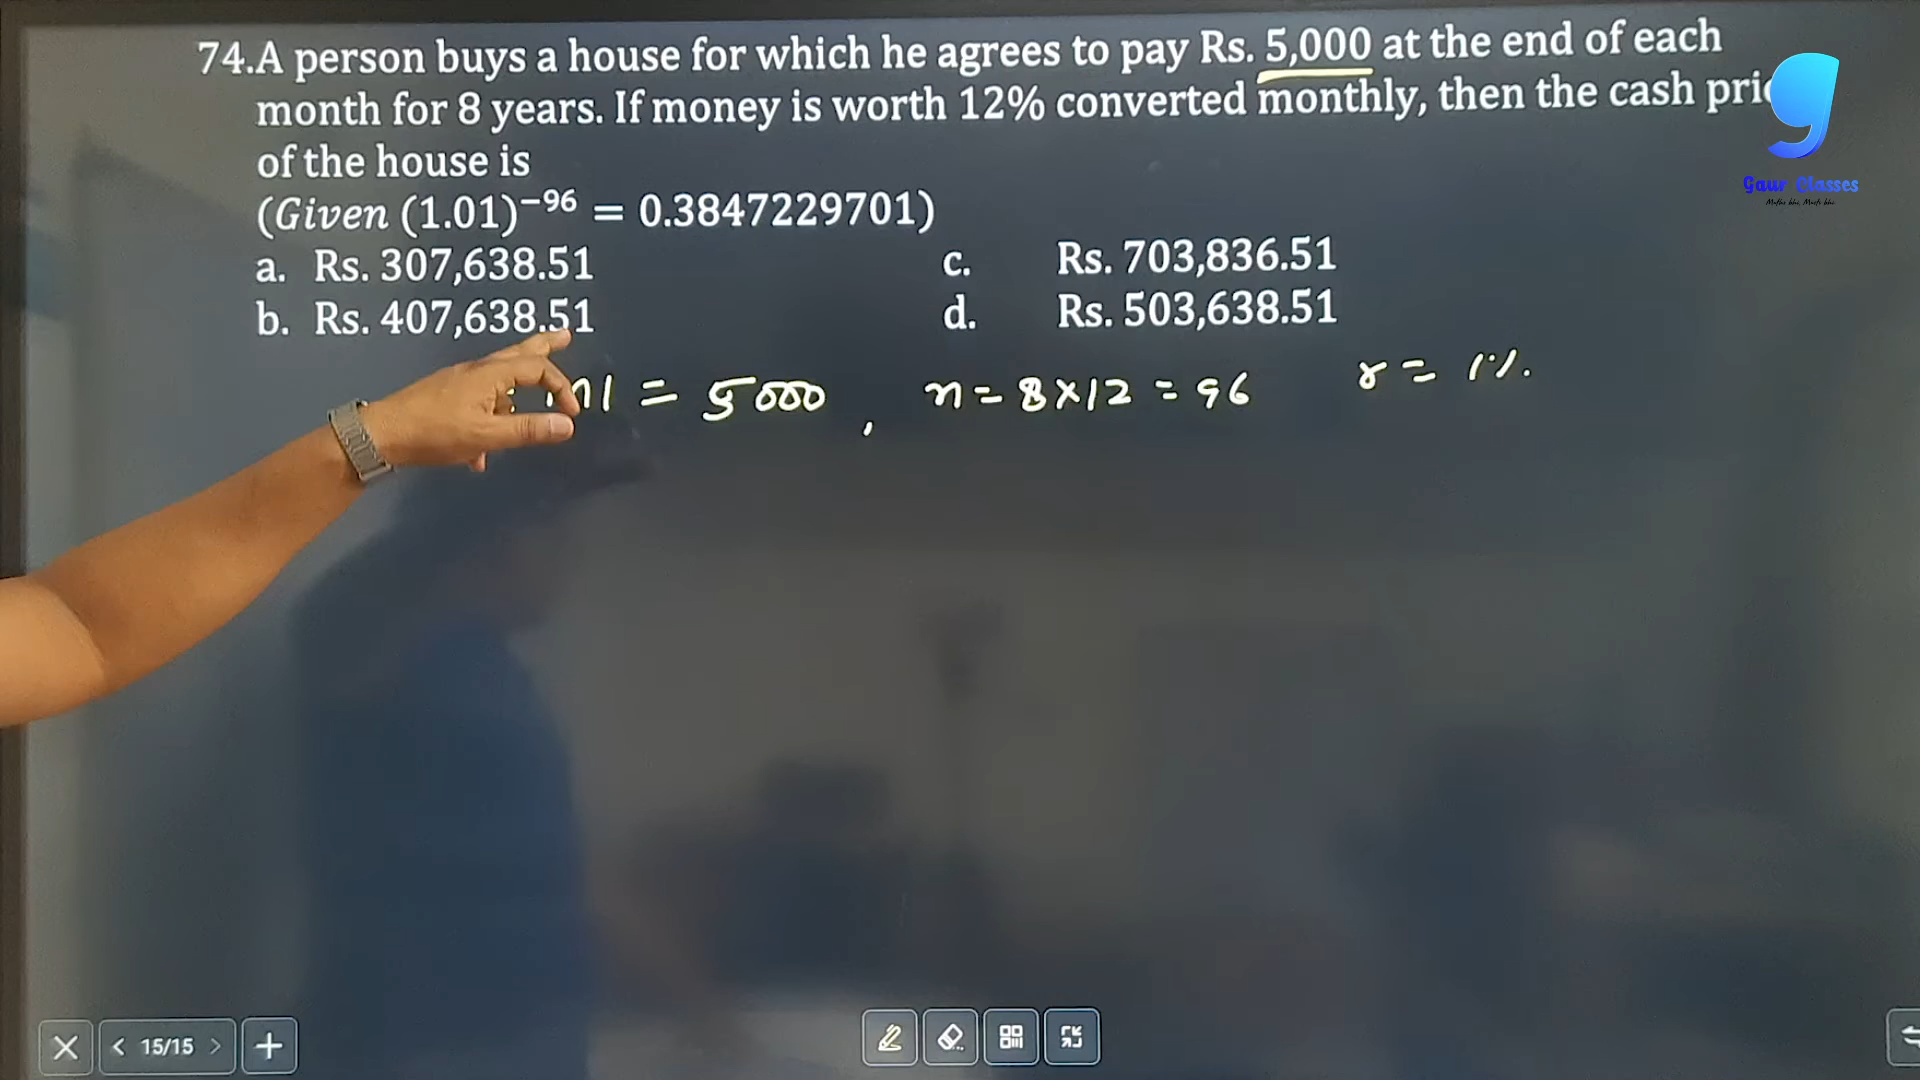 74.A person buys a house for which he agrees to pay Rs. 5,000 at the end of each
month for 8 years. If money is worth 12% converted monthly, then the cash
of the house is
(Given (1.01)⁻⁹⁶ = 0.3847229701)
a. Rs. 307,638.51
c. Rs. 703,836.51
b. Rs. 407,638.51
d. Rs. 503,638.51
= 5000 , n = 8×12 = 96 r = 1%.
Gaur Classes
15/15